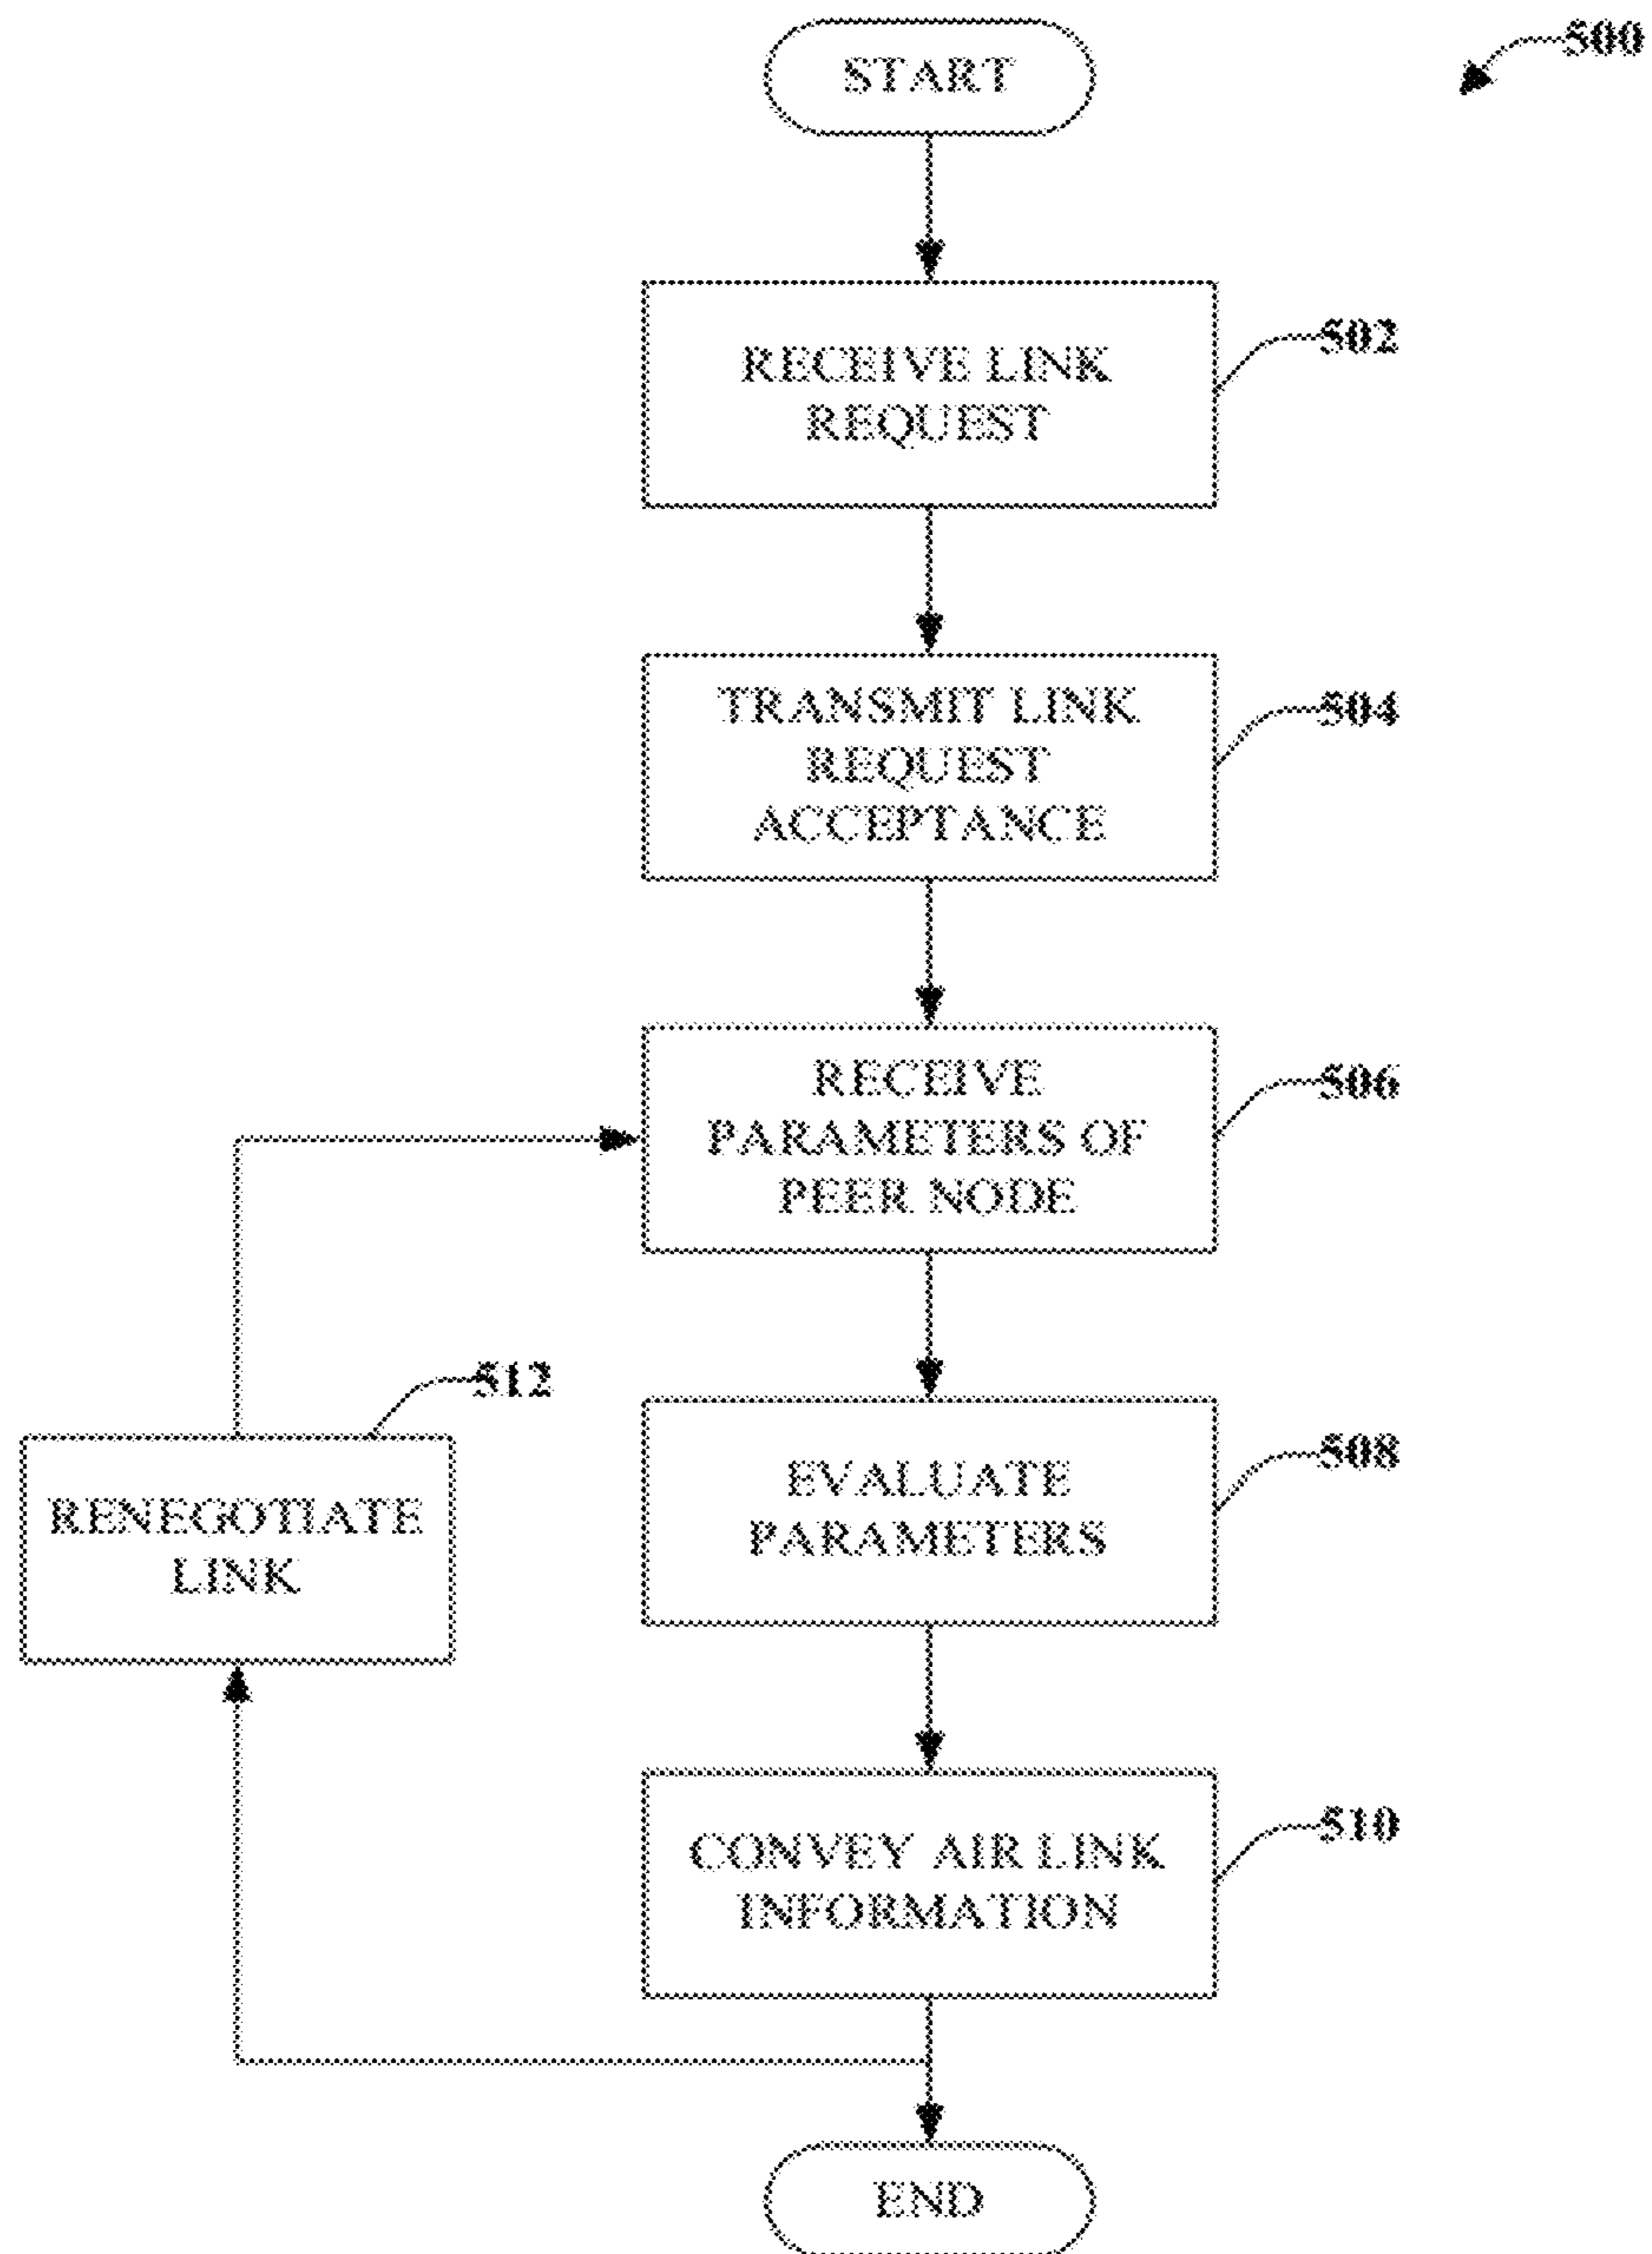 START
500
RECEIVE LINK
REQUEST
502
TRANSMIT LINK
REQUEST
ACCEPTANCE
504
RECEIVE
PARAMETERS OF
PEER NODE
506
512
RENEGOTIATE
LINK
EVALUATE
PARAMETERS
508
CONVEY AIR LINK
INFORMATION
510
END